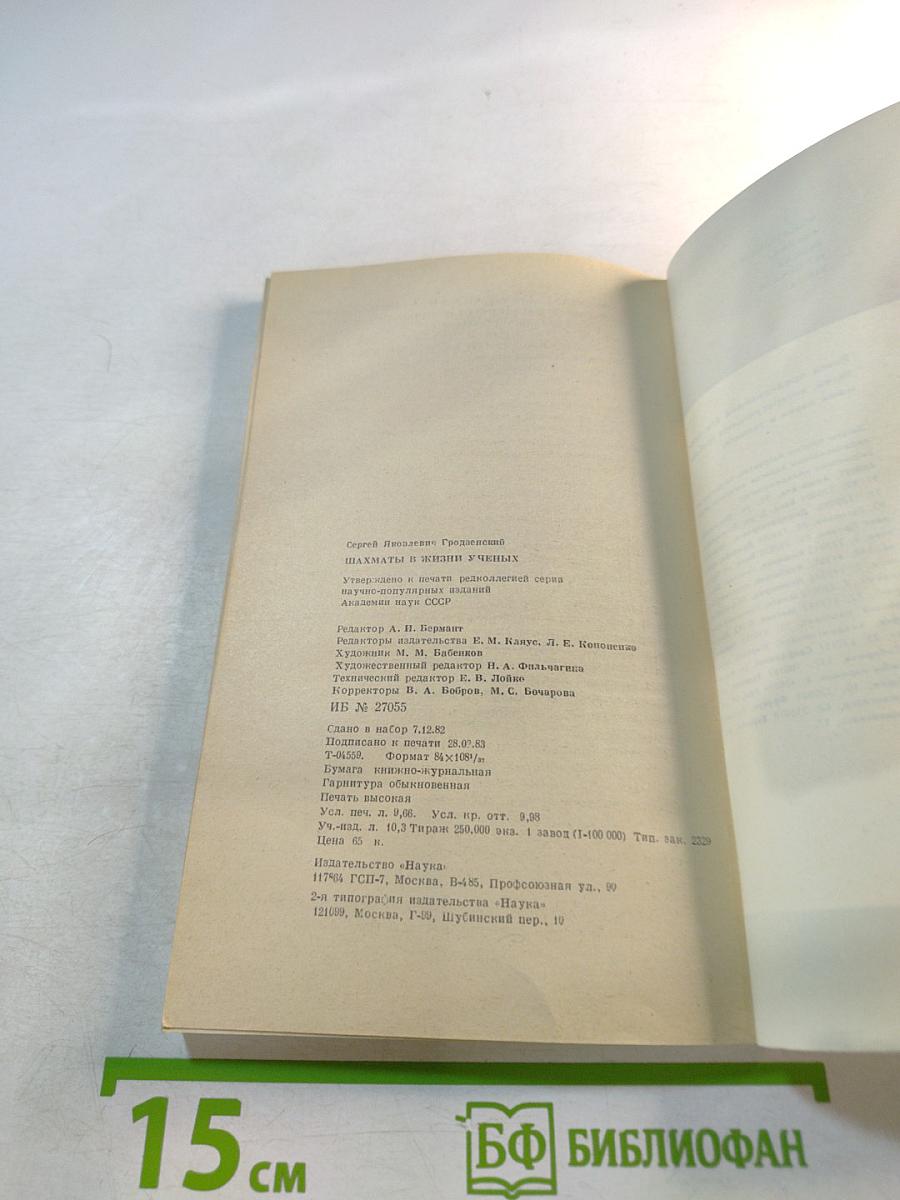 Сергей Яковлевич Гродзенский
ШАХМАТЫ В ЖИЗНИ УЧЕНЫХ
Утверждено к печати редколлегией серии
научно-популярных изданий
Академии наук СССР
Редактор А. И. Бермант
Редакторы издательства Е. М. Кляус, Л. Е. Кононенко
Художник М. М. Бабенков
Художественный редактор Н. А. Фильчагина
Технический редактор Е. В. Лойко
Корректоры В. А. Бобров, М. С. Бочарова
ИБ № 27055
Сдано в набор 7.12.82
Подписано к печати 28.0?.83
Т-04559. Формат 84×108¹/₃₂
Бумага книжно-журнальная
Гарнитура обыкновенная
Печать высокая
Усл. печ. л. 9,66. Усл. кр. отт. 9,98
Уч.-изд. л. 10,3 Тираж 250.000 экз. 1 завод (1-100 000) Тип. зак. 2329
Цена 65 к.
Издательство «Наука»
117864 ГСП-7, Москва, В-485, Профсоюзная ул., 90
2-я типография издательства «Наука»
121099, Москва, Г-99, Шубинский пер., 10
15 см
БФ БИБЛИОФАН